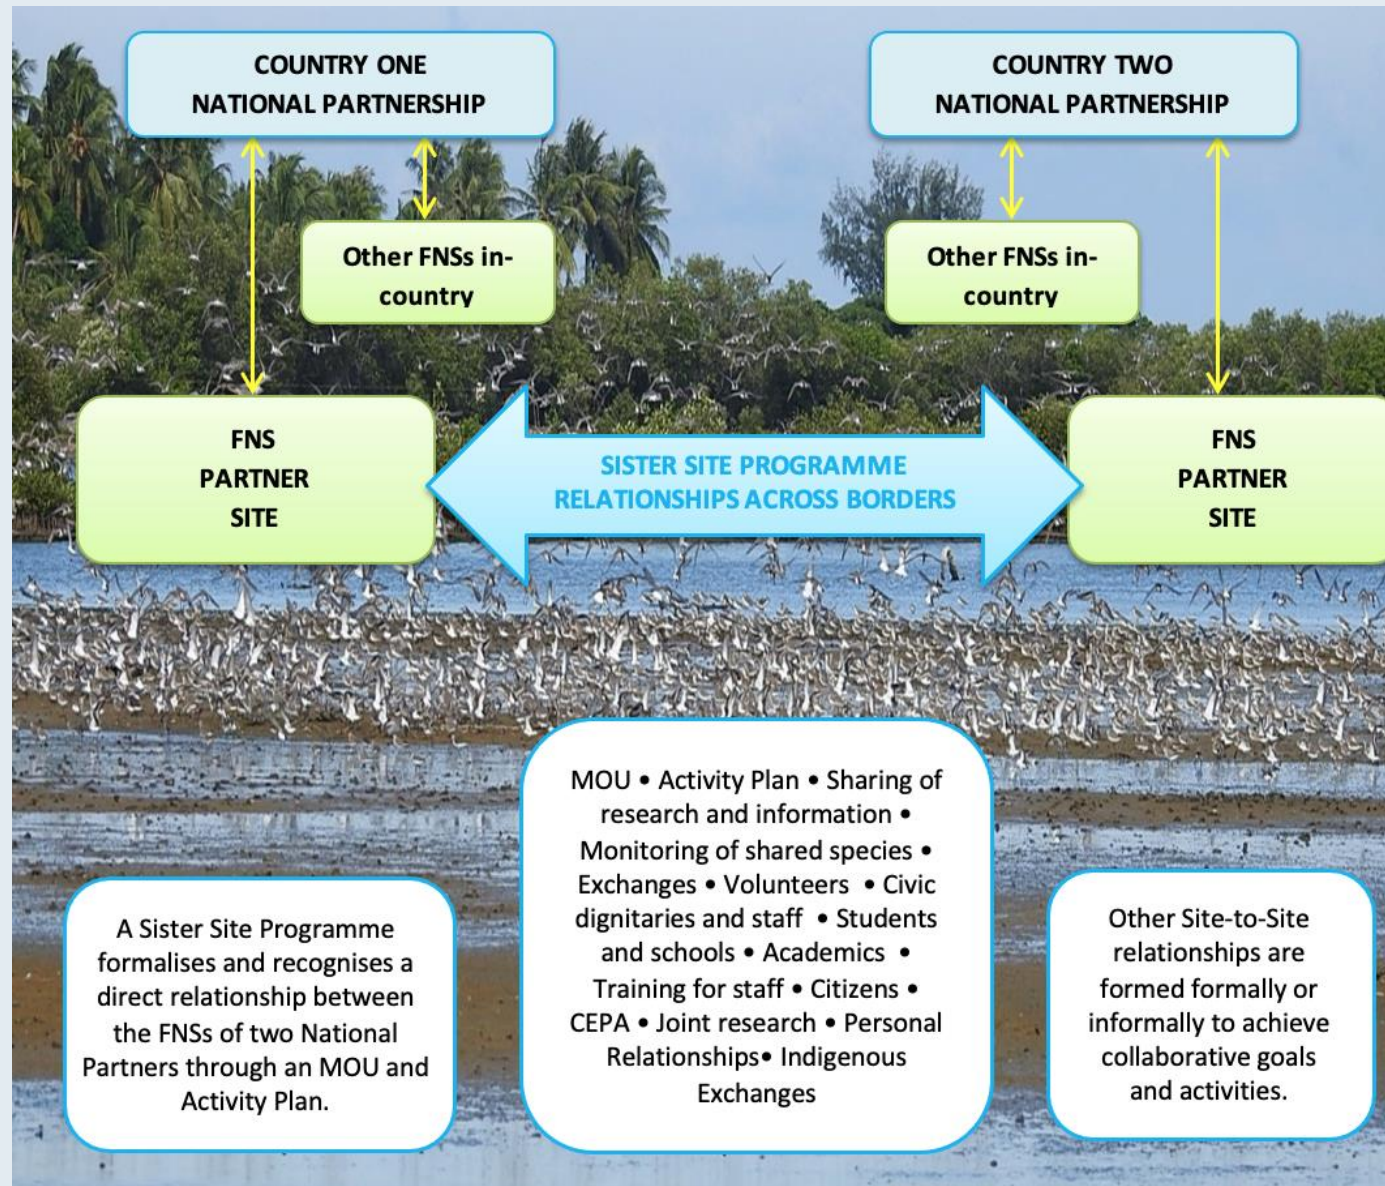 COUNTRY ONE
NATIONAL PARTNERSHIP
COUNTRY TWO
NATIONAL PARTNERSHIP
Other FNSs in-
country
Other FNSs in-
country
FNS
PARTNER
SITE
SISTER SITE PROGRAMME
RELATIONSHIPS ACROSS BORDERS
FNS
PARTNER
SITE
A Sister Site Programme
formalises and recognises a
direct relationship between
the FNSs of two National
Partners through an MOU and
Activity Plan.
MOU • Activity Plan • Sharing of
research and information •
Monitoring of shared species •
Exchanges • Volunteers • Civic
dignitaries and staff • Students
and schools • Academics •
Training for staff • Citizens •
CEPA • Joint research • Personal
Relationships• Indigenous
Exchanges
Other Site-to-Site
relationships are
formed formally or
informally to achieve
collaborative goals
and activities.